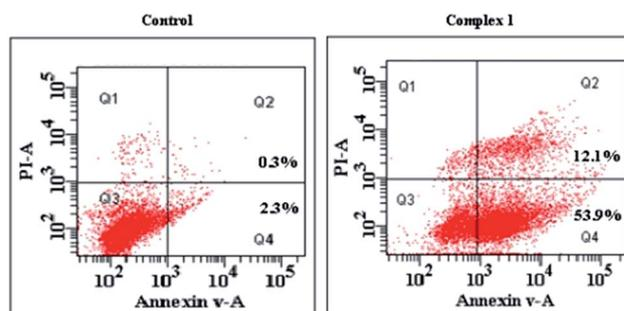 Control
Complex 1
PI-A
10^5
10^4
10^3
10^2
Q1
Q2
0.3%
Q3
2.3%
Q4
10^2
10^3
10^4
10^5
Annexin v-A
PI-A
10^5
10^4
10^3
10^2
Q1
Q2
12.1%
Q3
53.9%
Q4
10^2
10^3
10^4
10^5
Annexin v-A